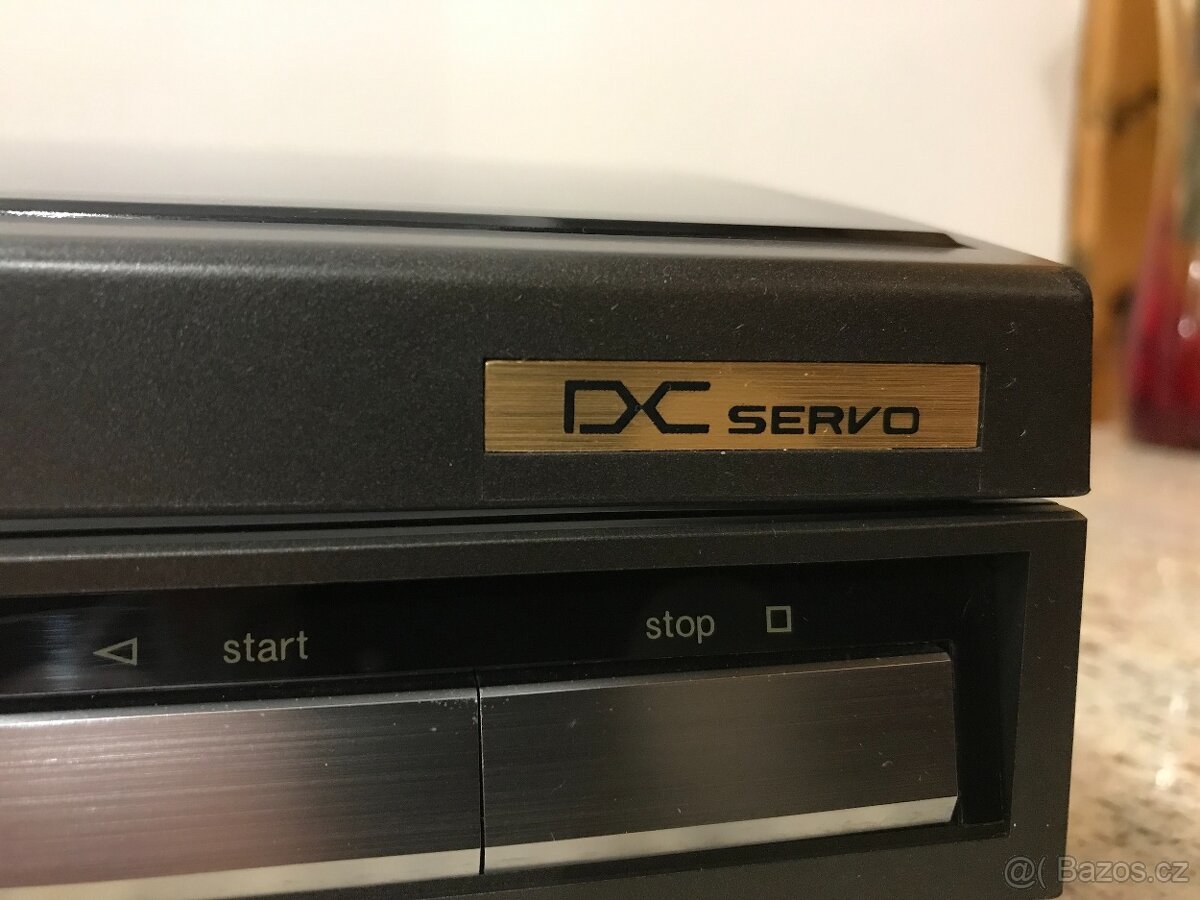 DC SERVO
start stop
@( Bazos.cz